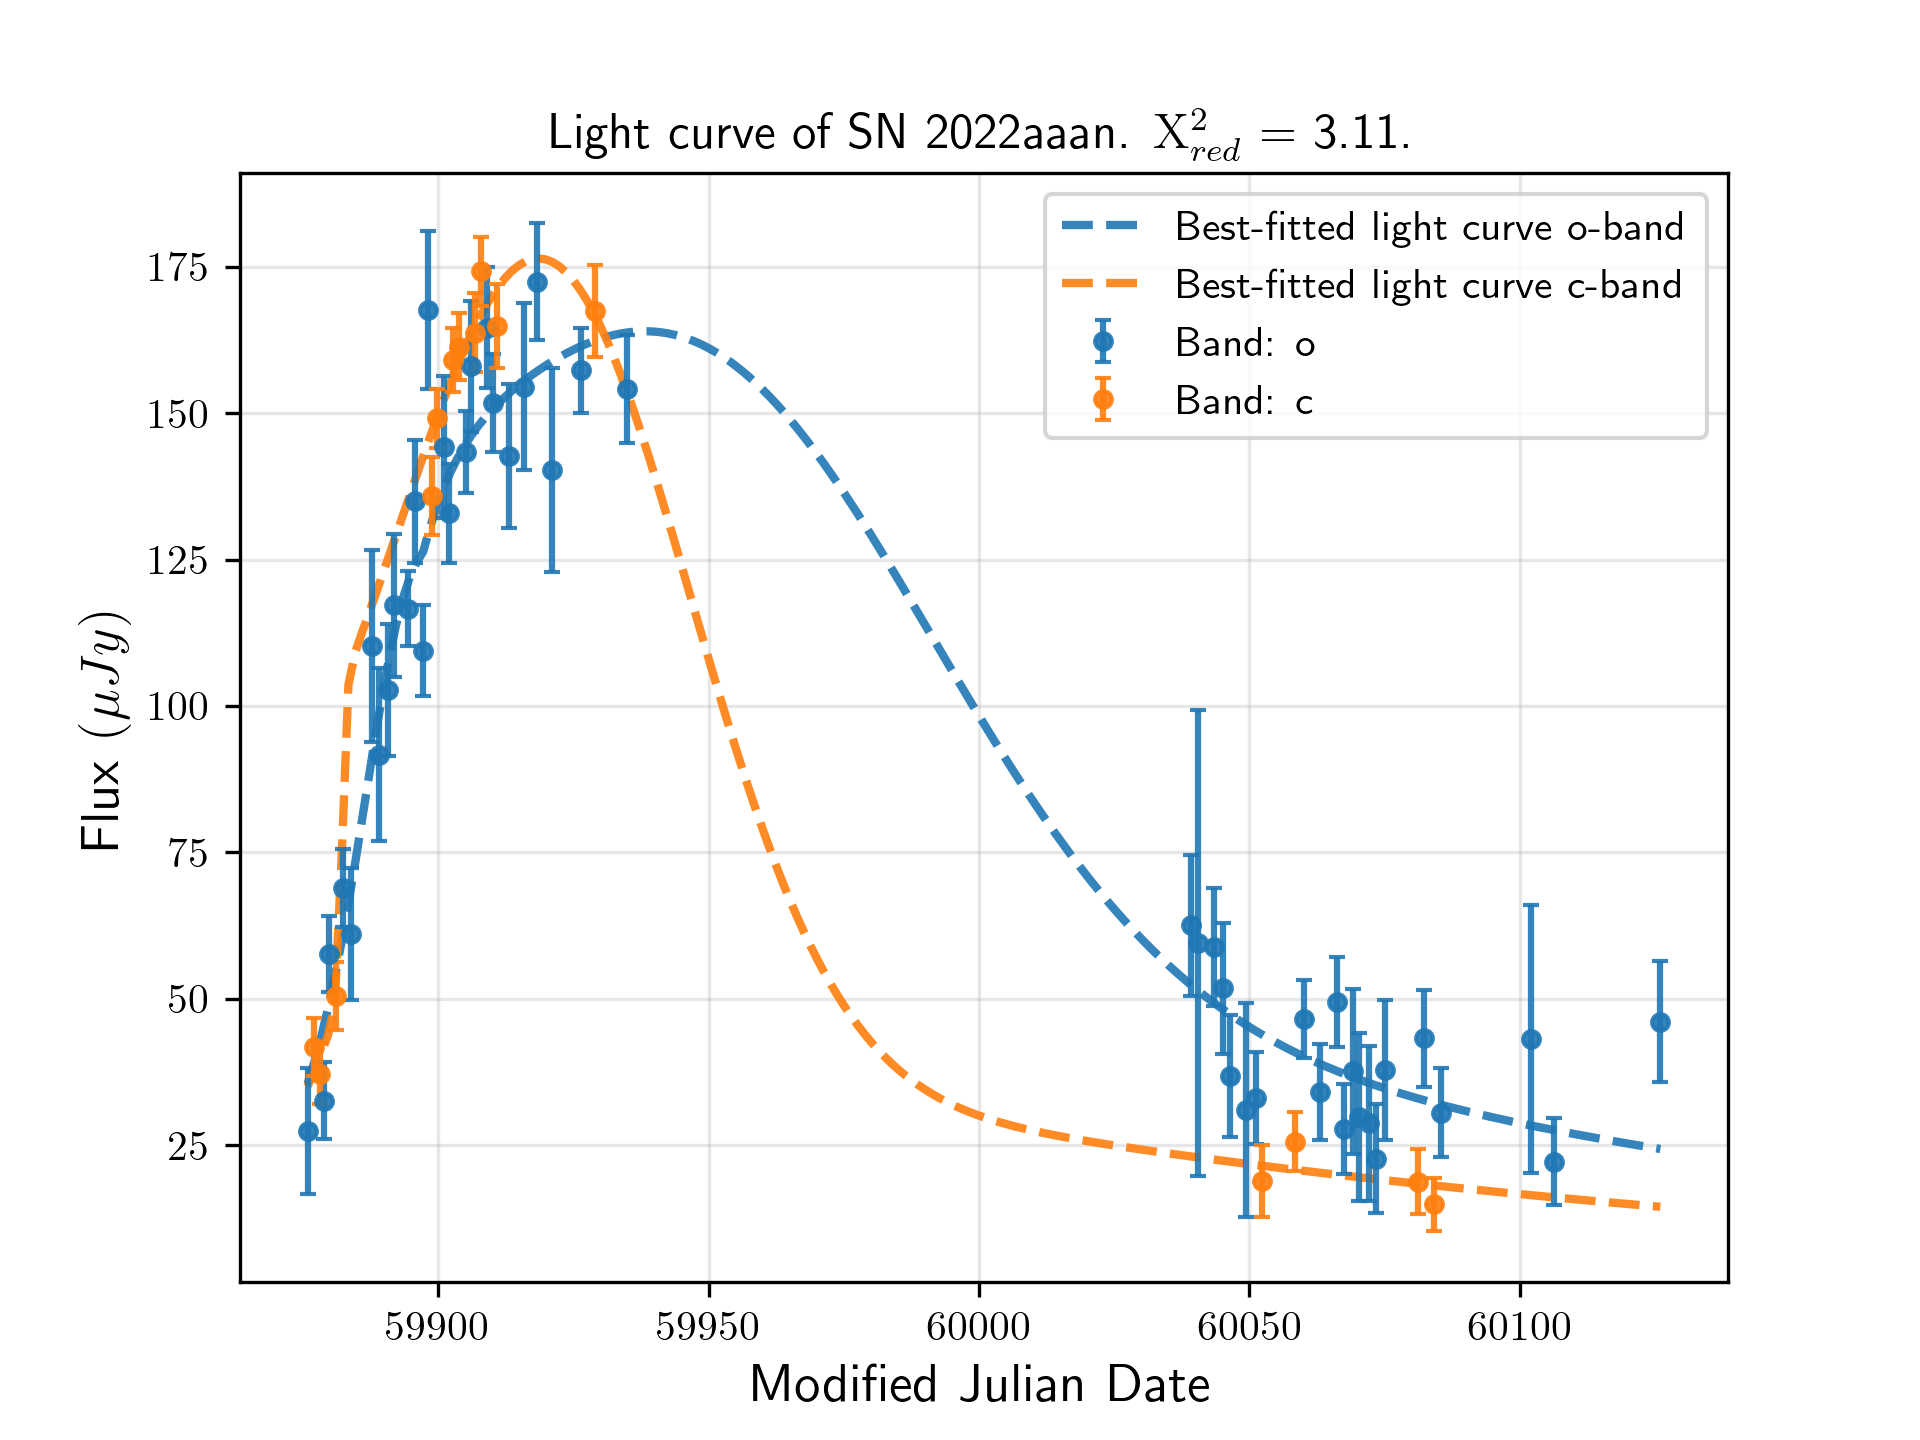 Light curve of SN 2022aaan. X²red = 3.11.
Best-fitted light curve o-band
Best-fitted light curve c-band
Band: o
Band: c
Flux (μJy)
175
150
125
100
75
50
25
59900 59950 60000 60050 60100
Modified Julian Date